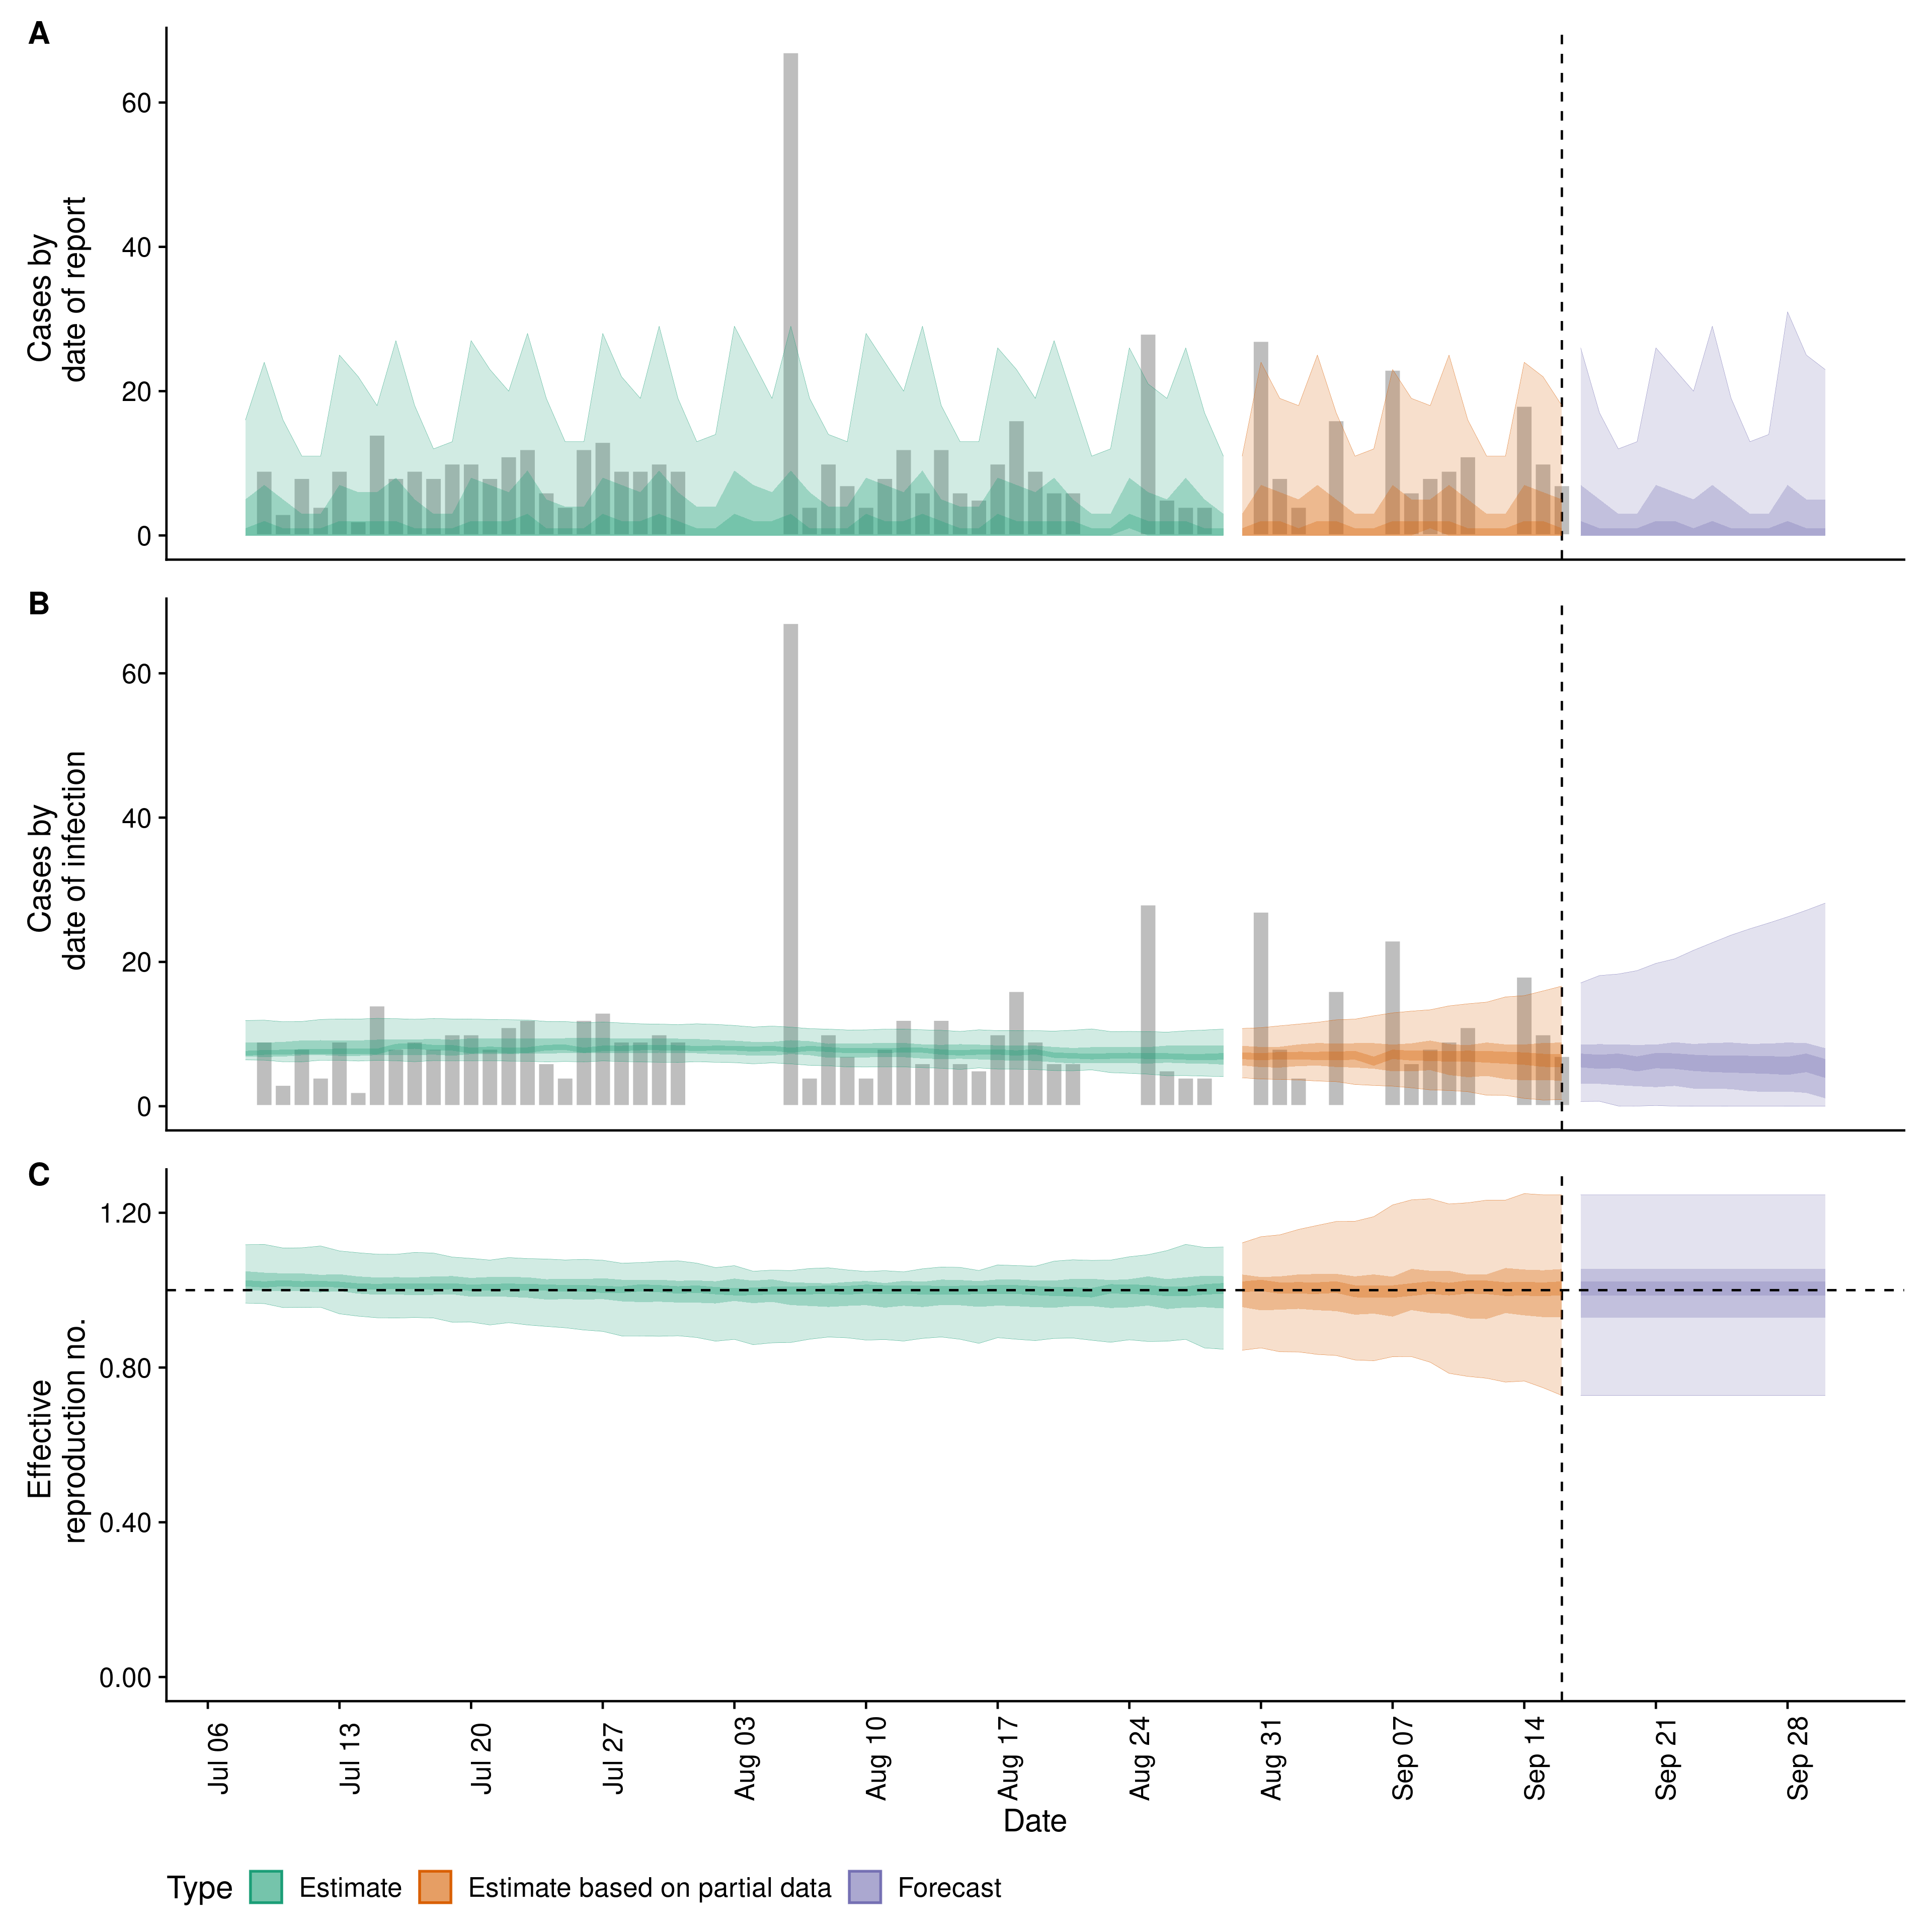 A
Cases by
date of report
60
40
20
0
B
Cases by
date of infection
60
40
20
0
C
Effective
reproduction no.
1.20
0.80
0.40
0.00
Jul 06
Jul 13
Jul 20
Jul 27
Aug 03
Aug 10
Aug 17
Aug 24
Aug 31
Sep 07
Sep 14
Sep 21
Sep 28
Date
Type Estimate Estimate based on partial data Forecast